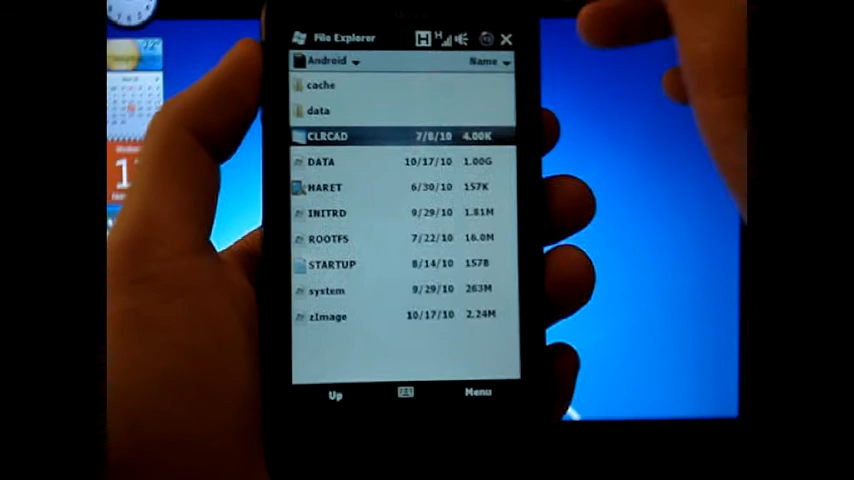 File Explorer
Android Name
cache
data
CLRCAD 7/8/10 4.00K
DATA 10/17/10 1.00G
HARET 6/30/10 157K
INITRD 9/29/10 1.81M
ROOTFS 7/22/10 16.0M
STARTUP 8/14/10 157B
system 9/29/10 263M
zImage 10/17/10 2.24M
Up Menu